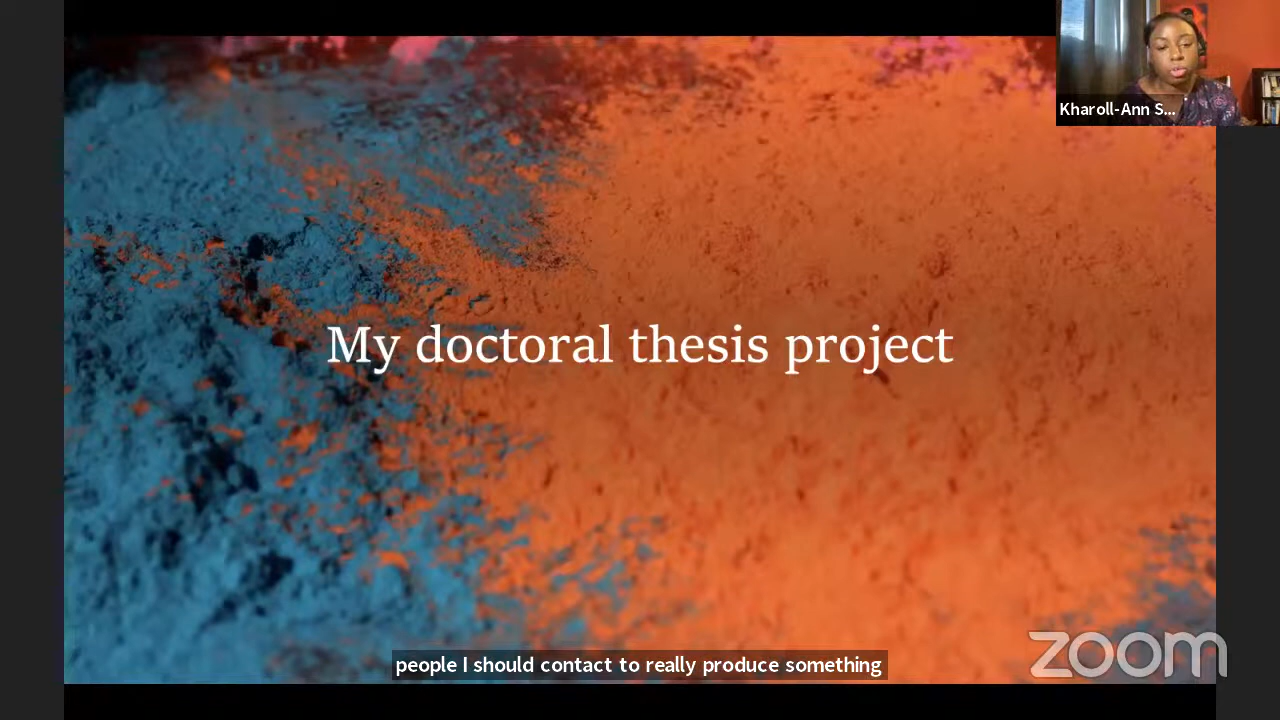 Kharoll-Ann S...
My doctoral thesis project
people I should contact to really produce something
zoom